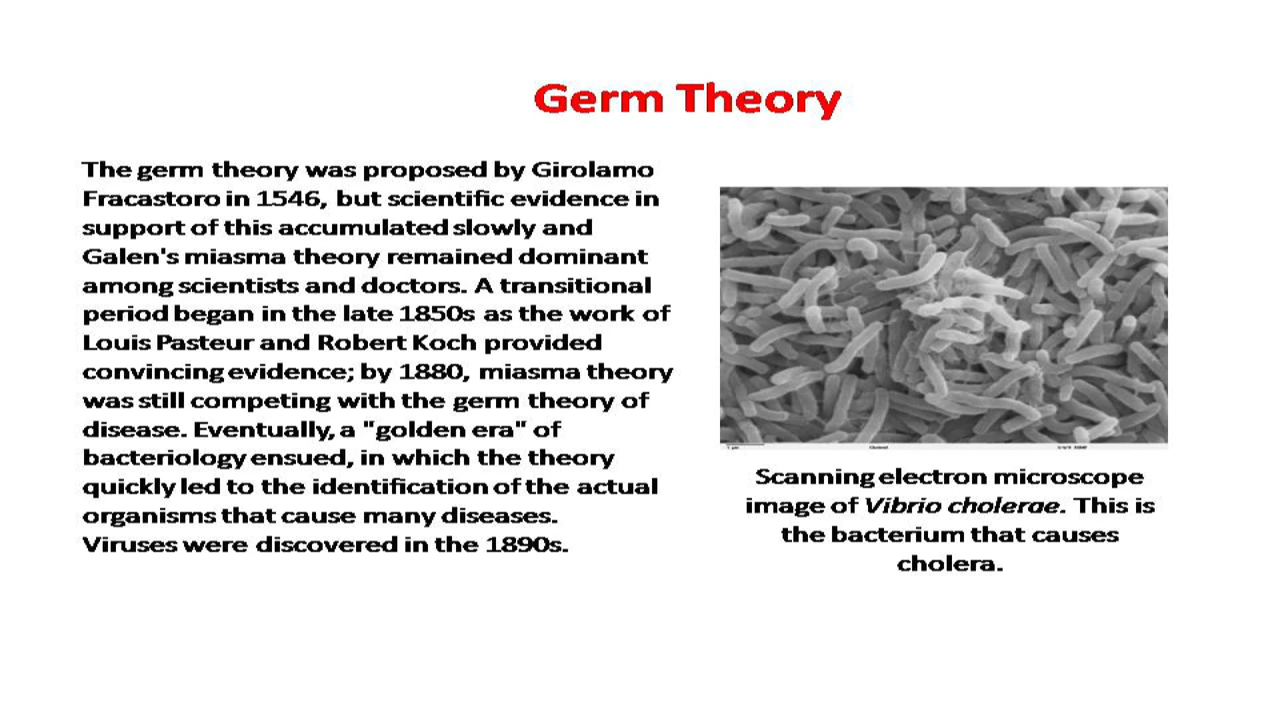 Germ Theory
The germ theory was proposed by Girolamo
Fracastoro in 1546, but scientific evidence in
support of this accumulated slowly and
Galen's miasma theory remained dominant
among scientists and doctors. A transitional
period began in the late 1850s as the work of
Louis Pasteur and Robert Koch provided
convincing evidence; by 1880, miasma theory
was still competing with the germ theory of
disease. Eventually, a "golden era" of
bacteriology ensued, in which the theory
quickly led to the identification of the actual
organisms that cause many diseases.
Viruses were discovered in the 1890s.
Scanning electron microscope
image of Vibrio cholerae. This is
the bacterium that causes
cholera.